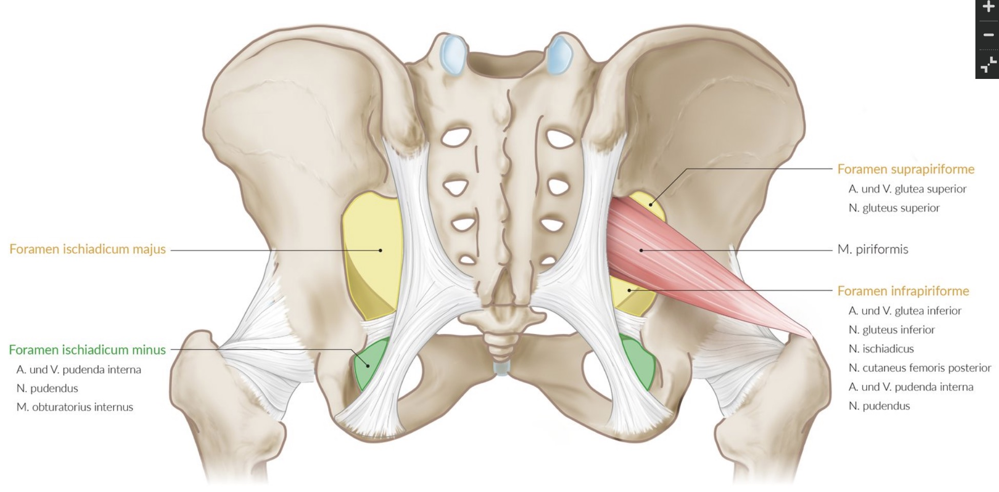 Foramen ischiadicum majus
Foramen ischiadicum minus
A. und V. pudenda interna
N. pudendus
M. obturatorius internus
Foramen suprapiriforme
A. und V. glutea superior
N. gluteus superior
M. piriformis
Foramen infrapiriforme
A. und V. glutea inferior
N. gluteus inferior
N. ischiadicus
N. cutaneus femoris posterior
A. und V. pudenda interna
N. pudendus